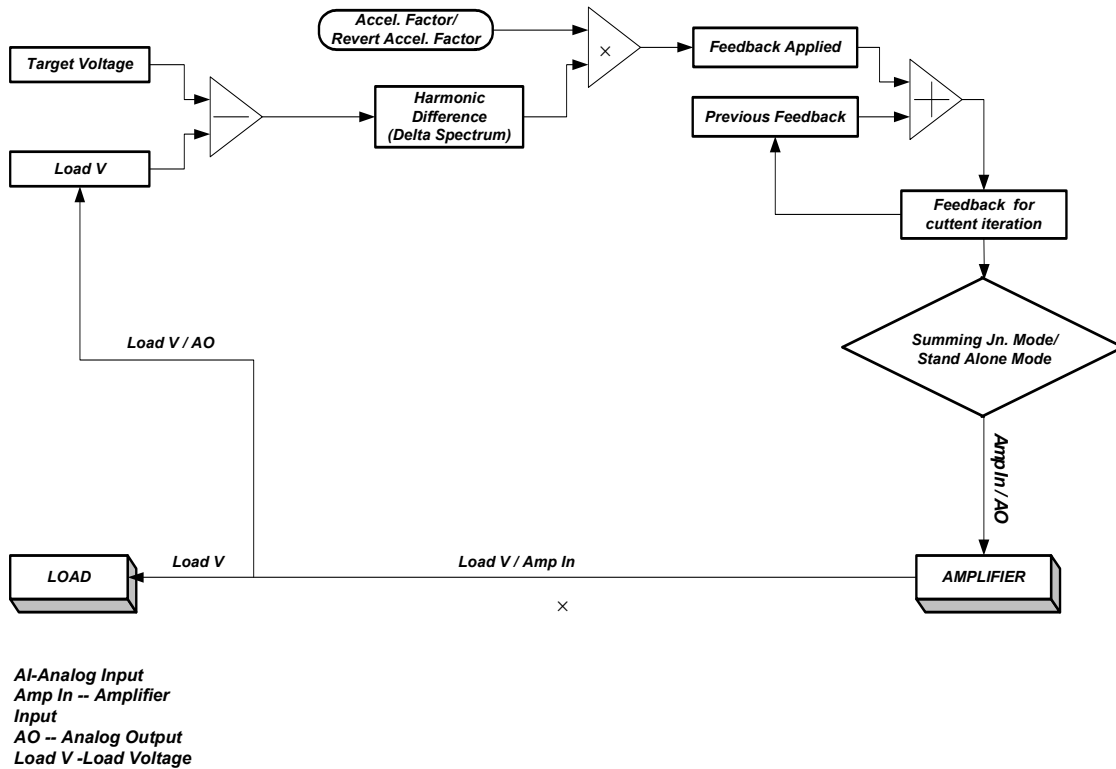 Accel. Factor/
Revert Accel. Factor
Target Voltage
Feedback Applied
Harmonic
Difference
(Delta Spectrum)
Previous Feedback
Load V
Feedback for
cuttent iteration
Summing Jn. Mode/
Stand Alone Mode
Load V / AO
Amp In / AO
Load V
Load V / Amp In
LOAD
AMPLIFIER
AI-Analog Input
Amp In -- Amplifier
Input
AO -- Analog Output
Load V -Load Voltage